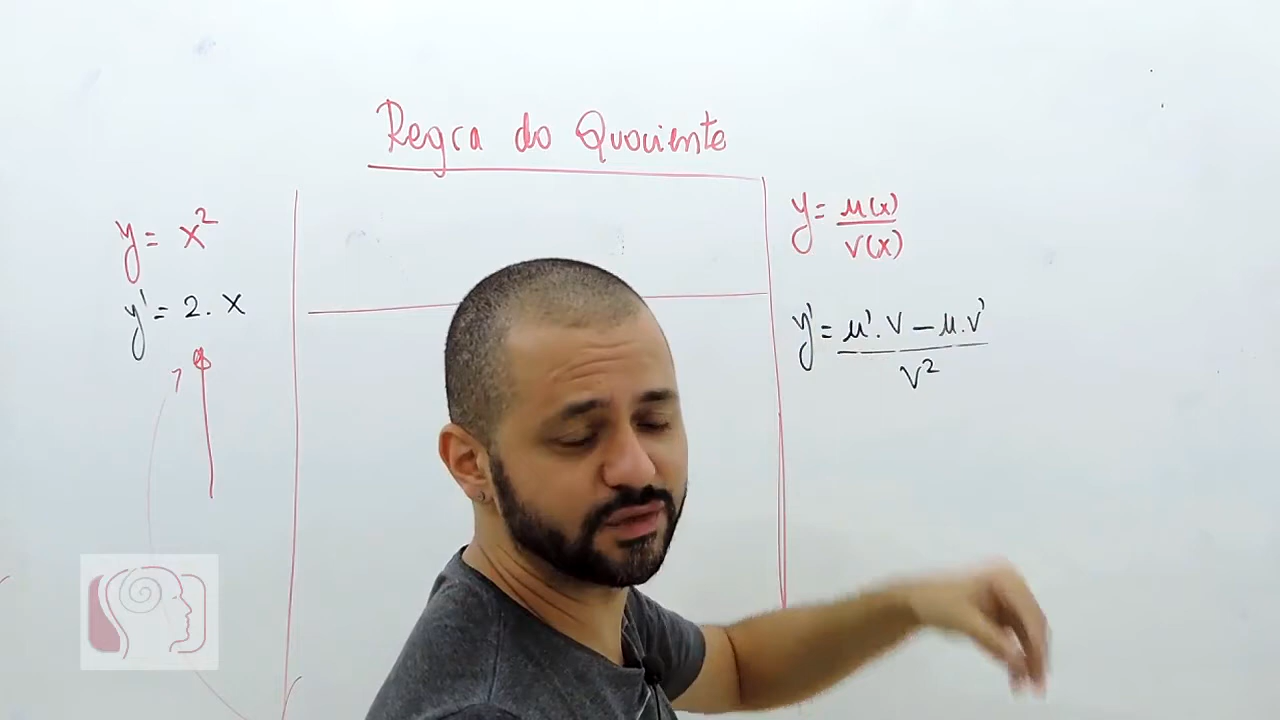 Regra do Quociente
y = x²
y' = 2. x
y = μ(x)
v(x)
y' = μ'. v - μ. v'
v²